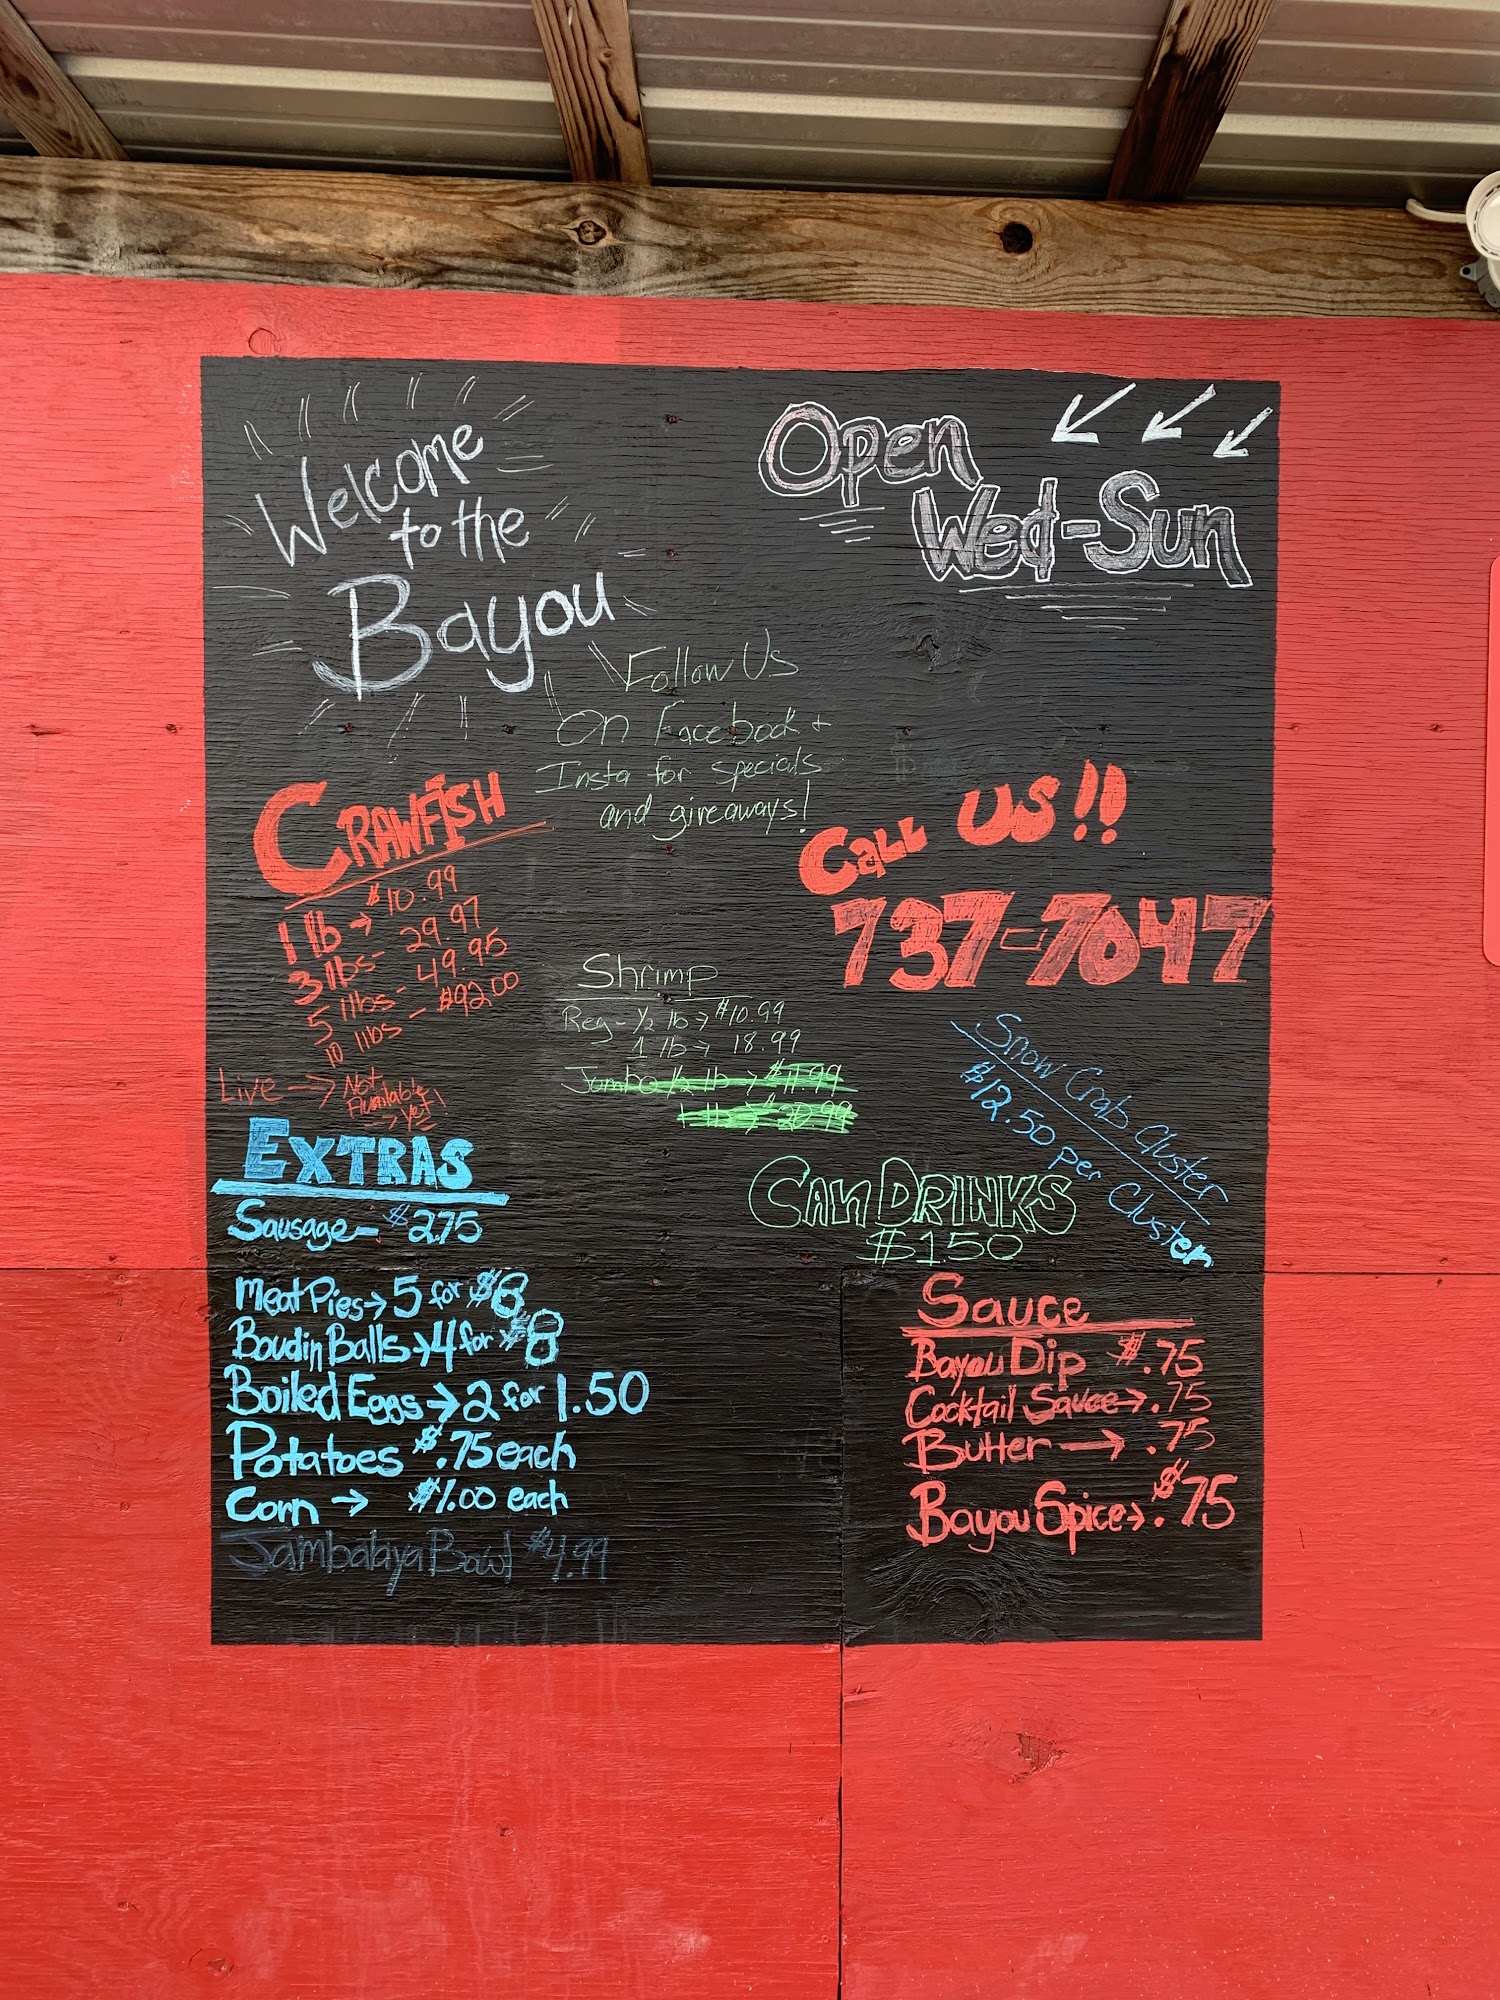 Welcome
to the
Bayou
Open
Wed-Sun
Follow Us
On Facebook +
Insta for specials
and giveaways!
CRAWFISH
1 lb → $10.99
3 lbs - 29.97
5 lbs - 49.95
10 lbs - $92.00
Live → Not
Available
→ yet!
Call US!!
737-7047
Shrimp
Reg - 1/2 lb → $10.99
1 lb → 18.99
Jumbo 1/2 lb → $11.99
1 lb → $20.99
Snow Crab Cluster
$12.50 per Cluster
EXTRAS
Sausage - $2.75
Meat Pies → 5 for $8
Boudin Balls → 4 for $8
Boiled Eggs → 2 for 1.50
Potatoes $.75 each
Corn → $1.00 each
Jambalaya Bowl $4.99
CAN DRINKS
$1.50
Sauce
Bayou Dip $.75
Cocktail Sauce → .75
Butter → .75
Bayou Spice → $.75